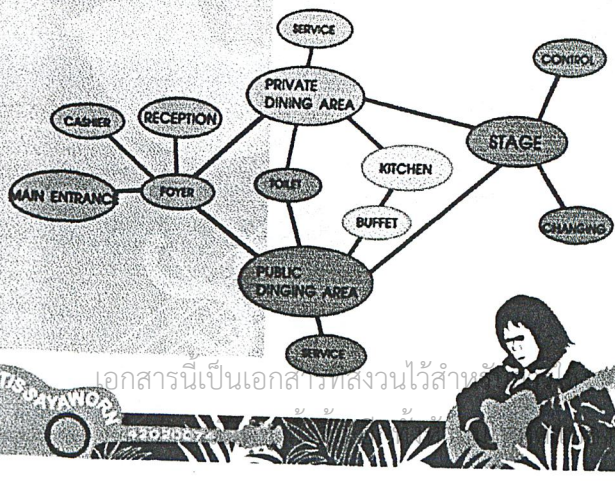 SERVICE
PRIVATE
DINING AREA
CONTROL
CASHIER
RECEPTION
STAGE
KITCHEN
MAIN ENTRANCE
FOYER
TOILET
BUFFET
CHANGING
PUBLIC
DINGING AREA
SERVICE
เอกสารนี้เป็นเอกสารที่สงวนไว้สำหรับ